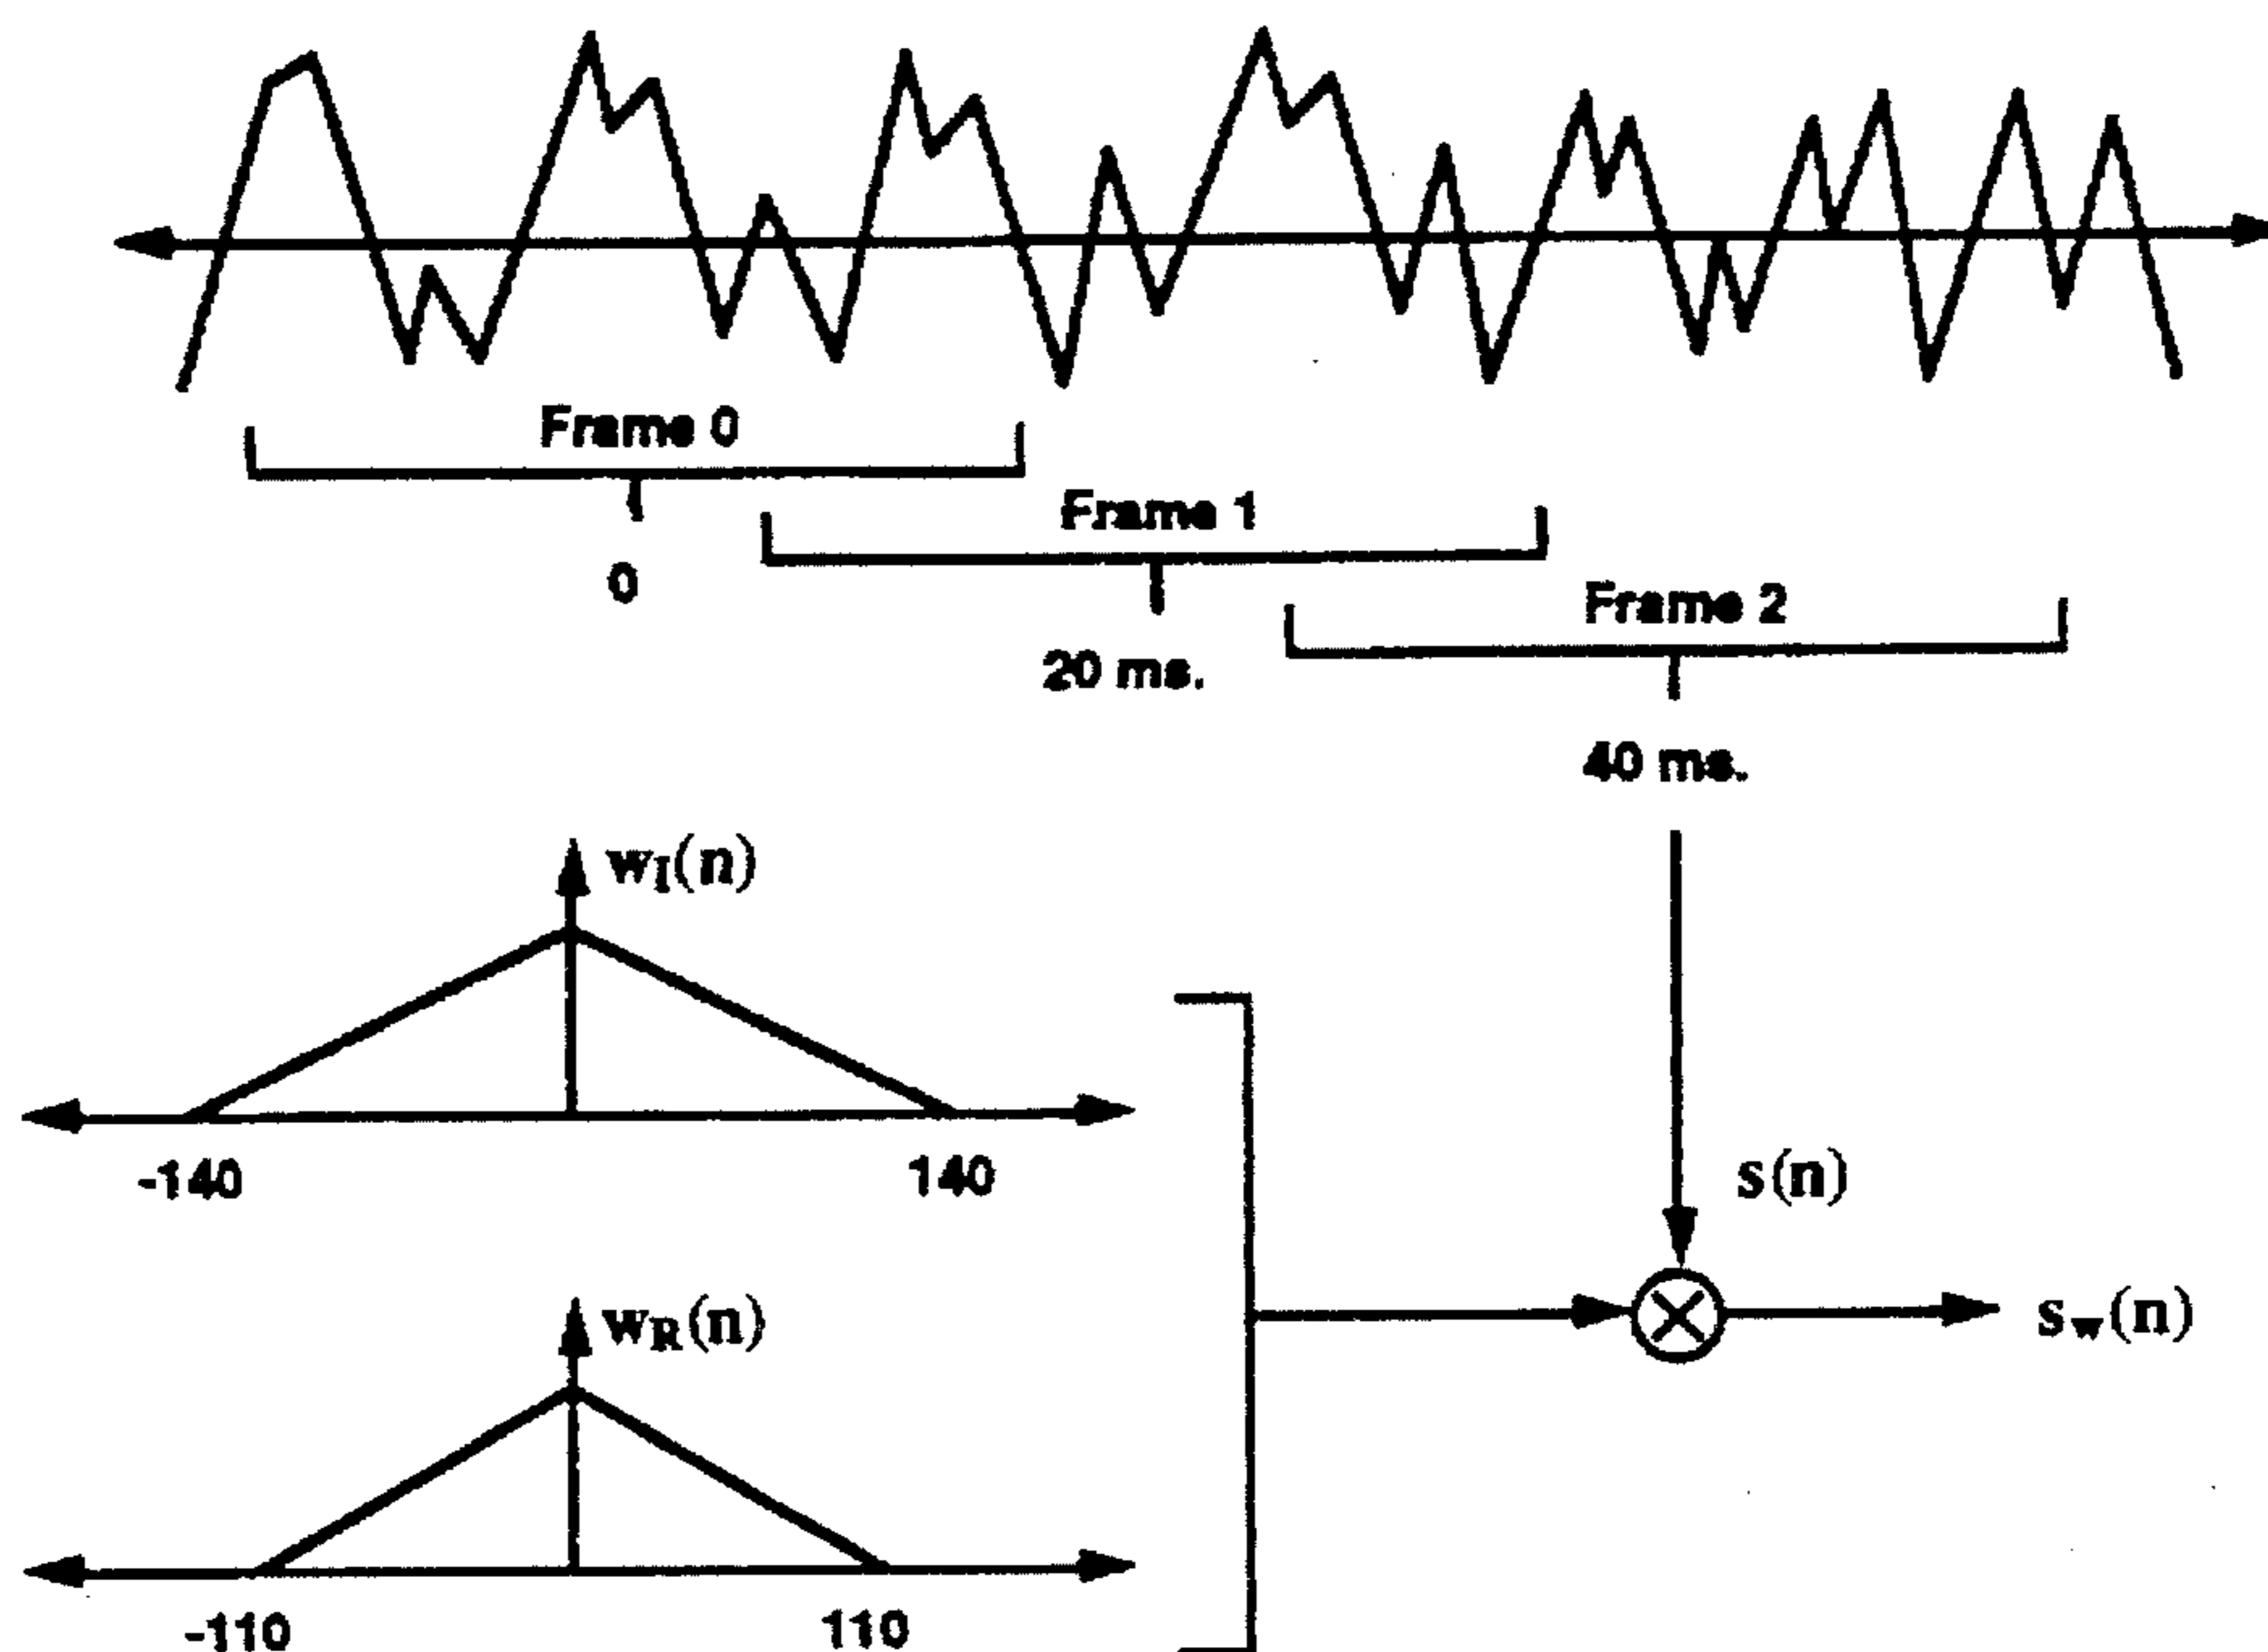 Frame 0
0
Frame 1
20 ms.
Frame 2
40 ms.
wI(n)
-140
140
s(n)
wR(n)
sw(n)
-110
110